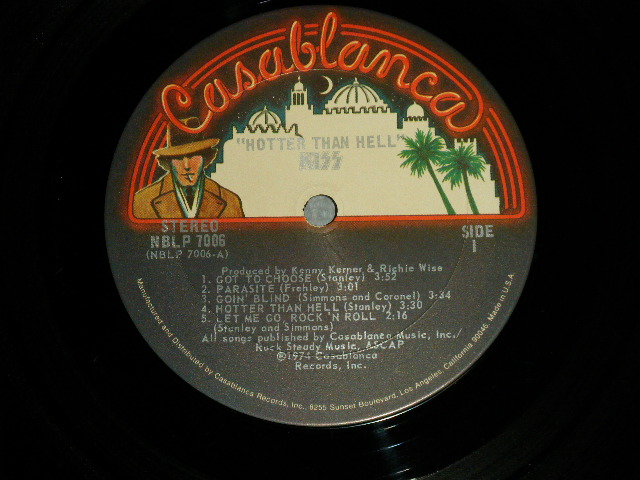 Casablanca
"HOTTER THAN HELL"
KISS
STEREO
NBLP 7006
(NBLP 7006-A)
SIDE
1
Produced by Kenny Kerner & Richie Wise
1. GOT TO CHOOSE (Stanley) 3:52
2. PARASITE (Frehley) 3:01
3. GOIN' BLIND (Simmons and Coronel) 3:34
4. HOTTER THAN HELL (Stanley) 3:30
5. LET ME GO, ROCK 'N ROLL 2:16
(Stanley and Simmons)
All songs published by Casablanca Music, Inc./
Rock Steady Music, ASCAP
℗1974 Casablanca
Records, Inc.
Manufactured and Distributed by Casablanca Records, Inc., 8255 Sunset Boulevard, Los Angeles, California 90046, Made in U.S.A.